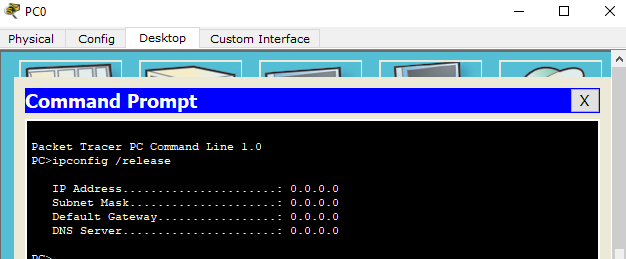 PC0
Physical Config Desktop Custom Interface
Command Prompt X
Packet Tracer PC Command Line 1.0
PC>ipconfig /release
IP Address......................: 0.0.0.0
Subnet Mask.....................: 0.0.0.0
Default Gateway.................: 0.0.0.0
DNS Server......................: 0.0.0.0
PC>